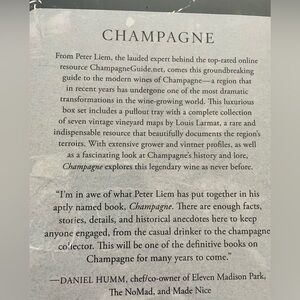 CHAMPAGNE
From Peter Liem, the lauded expert behind the top-rated online
resource ChampagneGuide.net, comes this groundbreaking
guide to the modern wines of Champagne—a region that
in recent years has undergone one of the most dramatic
transformations in the wine-growing world. This luxurious
box set includes a pullout tray with a complete collection
of seven vintage vineyard maps by Louis Larmat, a rare and
indispensable resource that beautifully documents the region's
terroirs. With extensive grower and vintner profiles, as well
as a fascinating look at Champagne's history and lore,
Champagne explores this legendary wine as never before.
"I'm in awe of what Peter Liem has put together in his
aptly named book, Champagne. There are enough facts,
stories, details, and historical anecdotes here to keep
anyone engaged, from the casual drinker to the champagne
collector. This will be one of the definitive books on
Champagne for many years to come."
—DANIEL HUMM, chef/co-owner of Eleven Madison Park,
The NoMad, and Made Nice